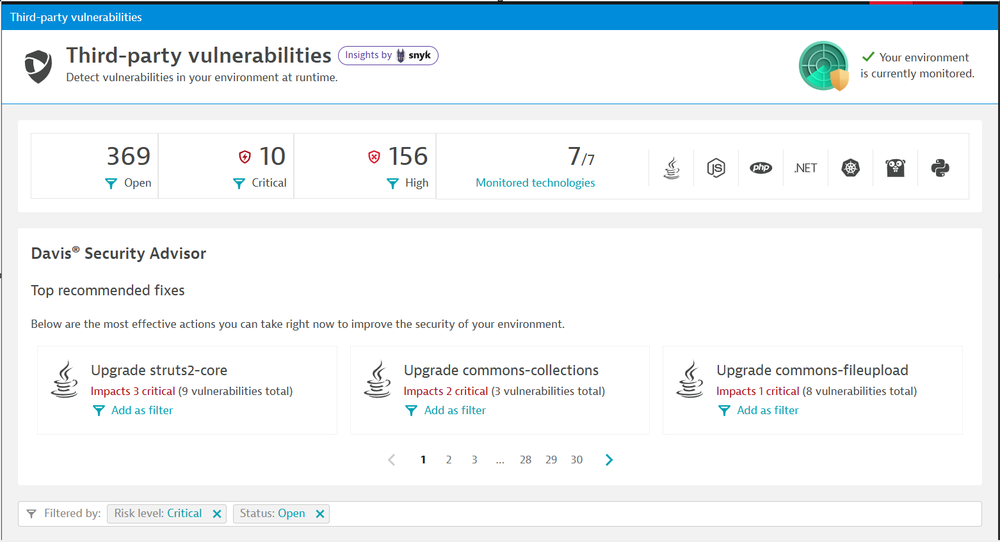 Third-party vulnerabilities
Third-party vulnerabilities
Insights by snyk
Detect vulnerabilities in your environment at runtime.
Your environment
is currently monitored.
369
Open
10
Critical
156
High
7/7
Monitored technologies
JS
php
.NET
Davis® Security Advisor
Top recommended fixes
Below are the most effective actions you can take right now to improve the security of your environment.
Upgrade struts2-core
Impacts 3 critical (9 vulnerabilities total)
Add as filter
Upgrade commons-collections
Impacts 2 critical (3 vulnerabilities total)
Add as filter
Upgrade commons-fileupload
Impacts 1 critical (8 vulnerabilities total)
Add as filter
1 2 3 ... 28 29 30
Filtered by: Risk level: Critical Status: Open